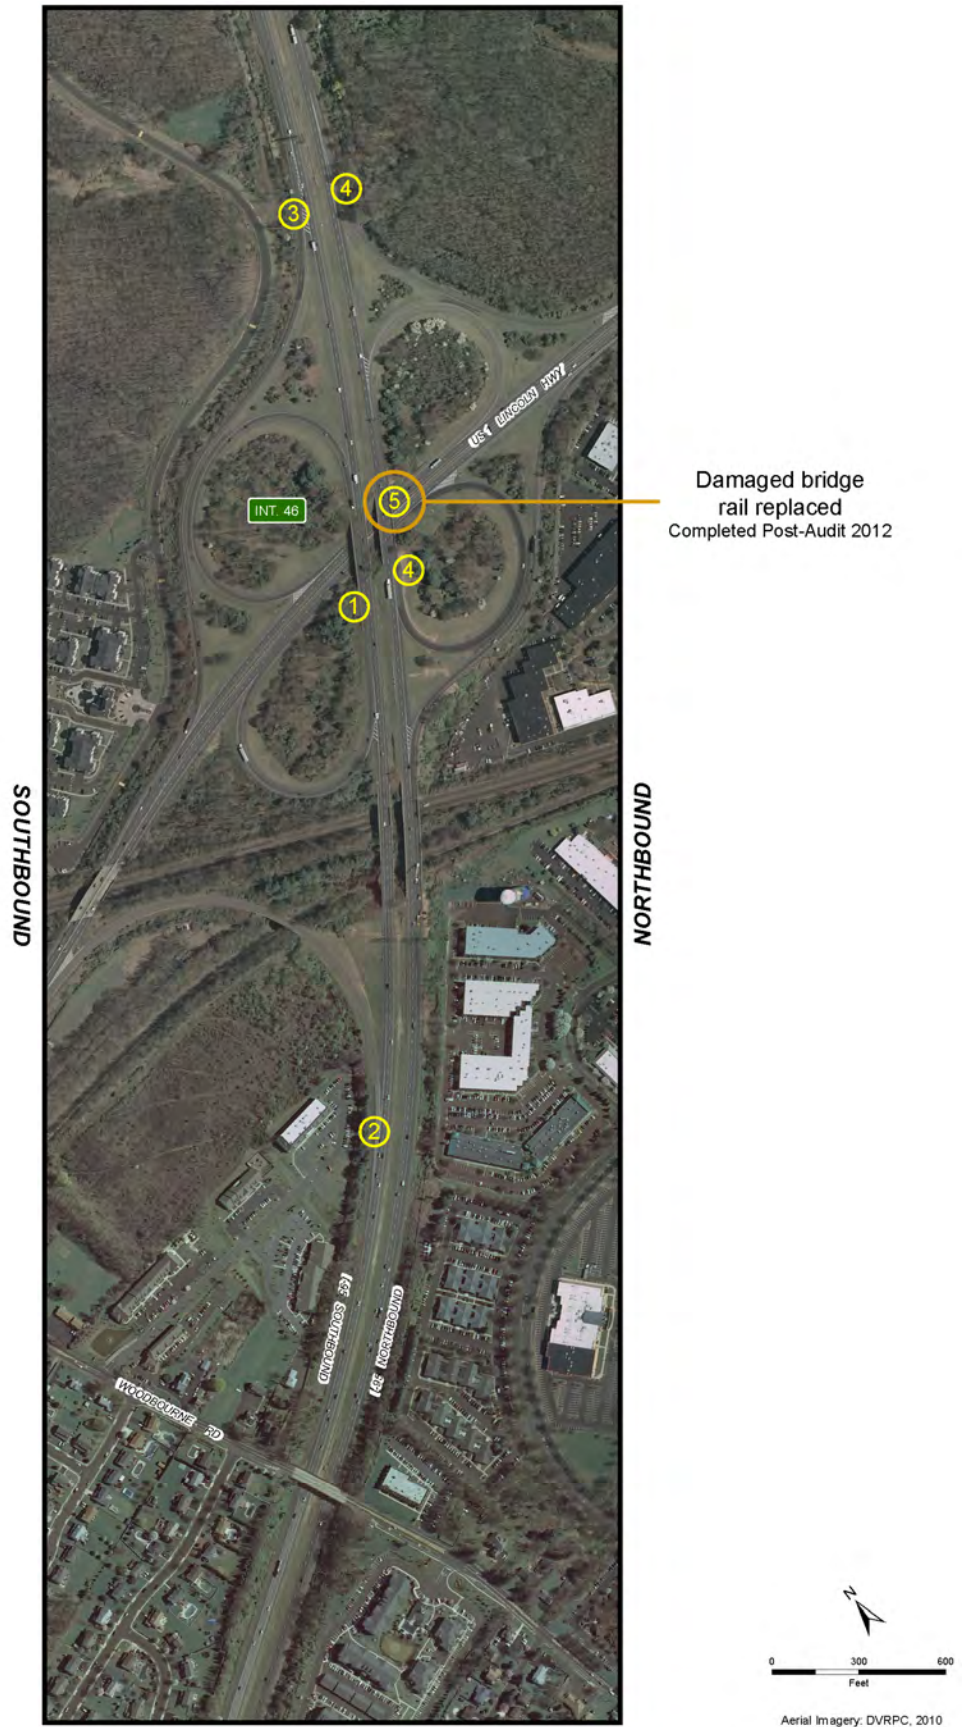 4
3
US 1 LINCOLN HWY
5
INT. 46
Damaged bridge
rail replaced
Completed Post-Audit 2012
4
1
SOUTHBOUND
NORTHBOUND
2
I-95 SOUTHBOUND
I-95 NORTHBOUND
WOODBOURNE RD
N
0 300 600
Feet
Aerial Imagery: DVRPC, 2010